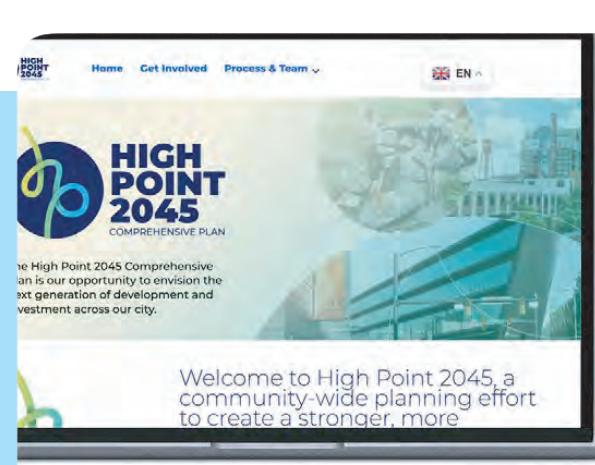 HIGH
POINT
2045
Home Get Involved Process & Team
EN
HIGH
POINT
2045
COMPREHENSIVE PLAN
he High Point 2045 Comprehensive
lan is our opportunity to envision the
ext generation of development and
vestment across our city.
Welcome to High Point 2045, a
community-wide planning effort
to create a stronger, more